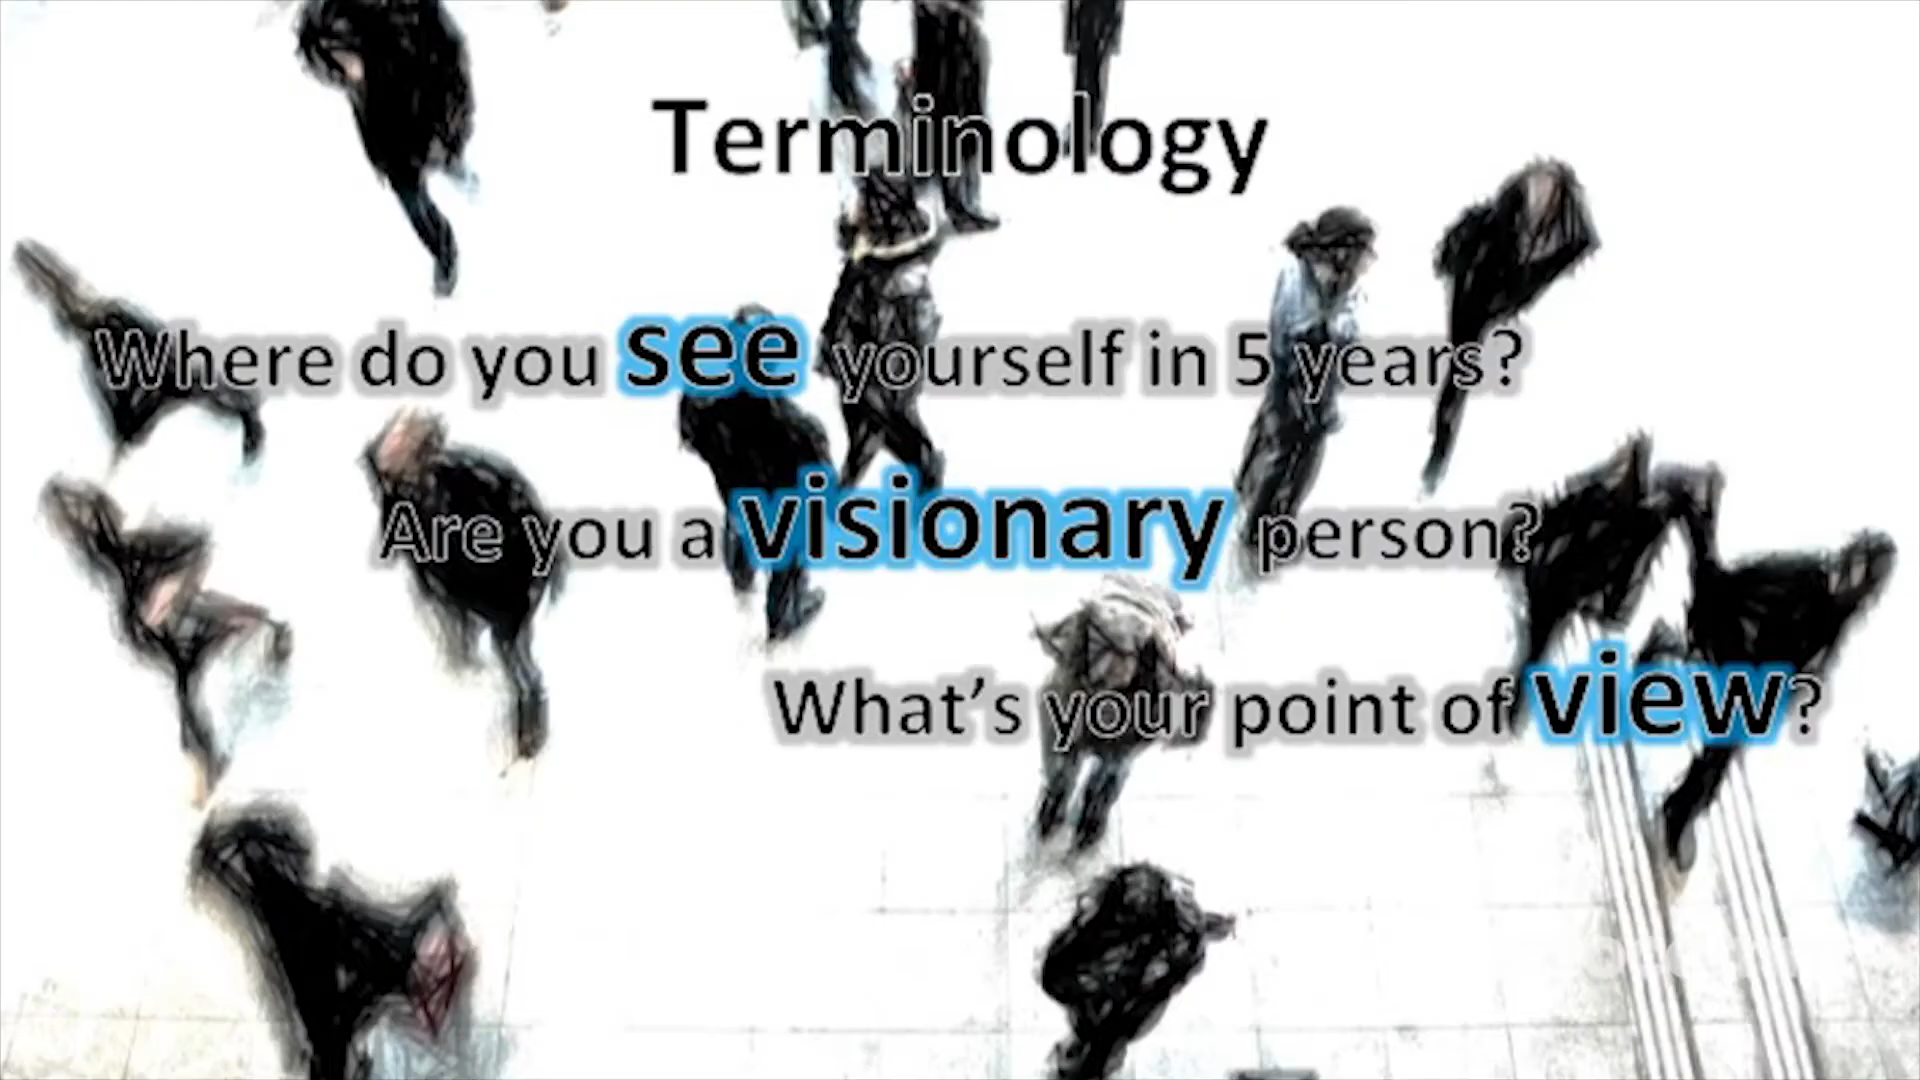 Terminology
Where do you see yourself in 5 years?
Are you a visionary person?
What’s your point of view?